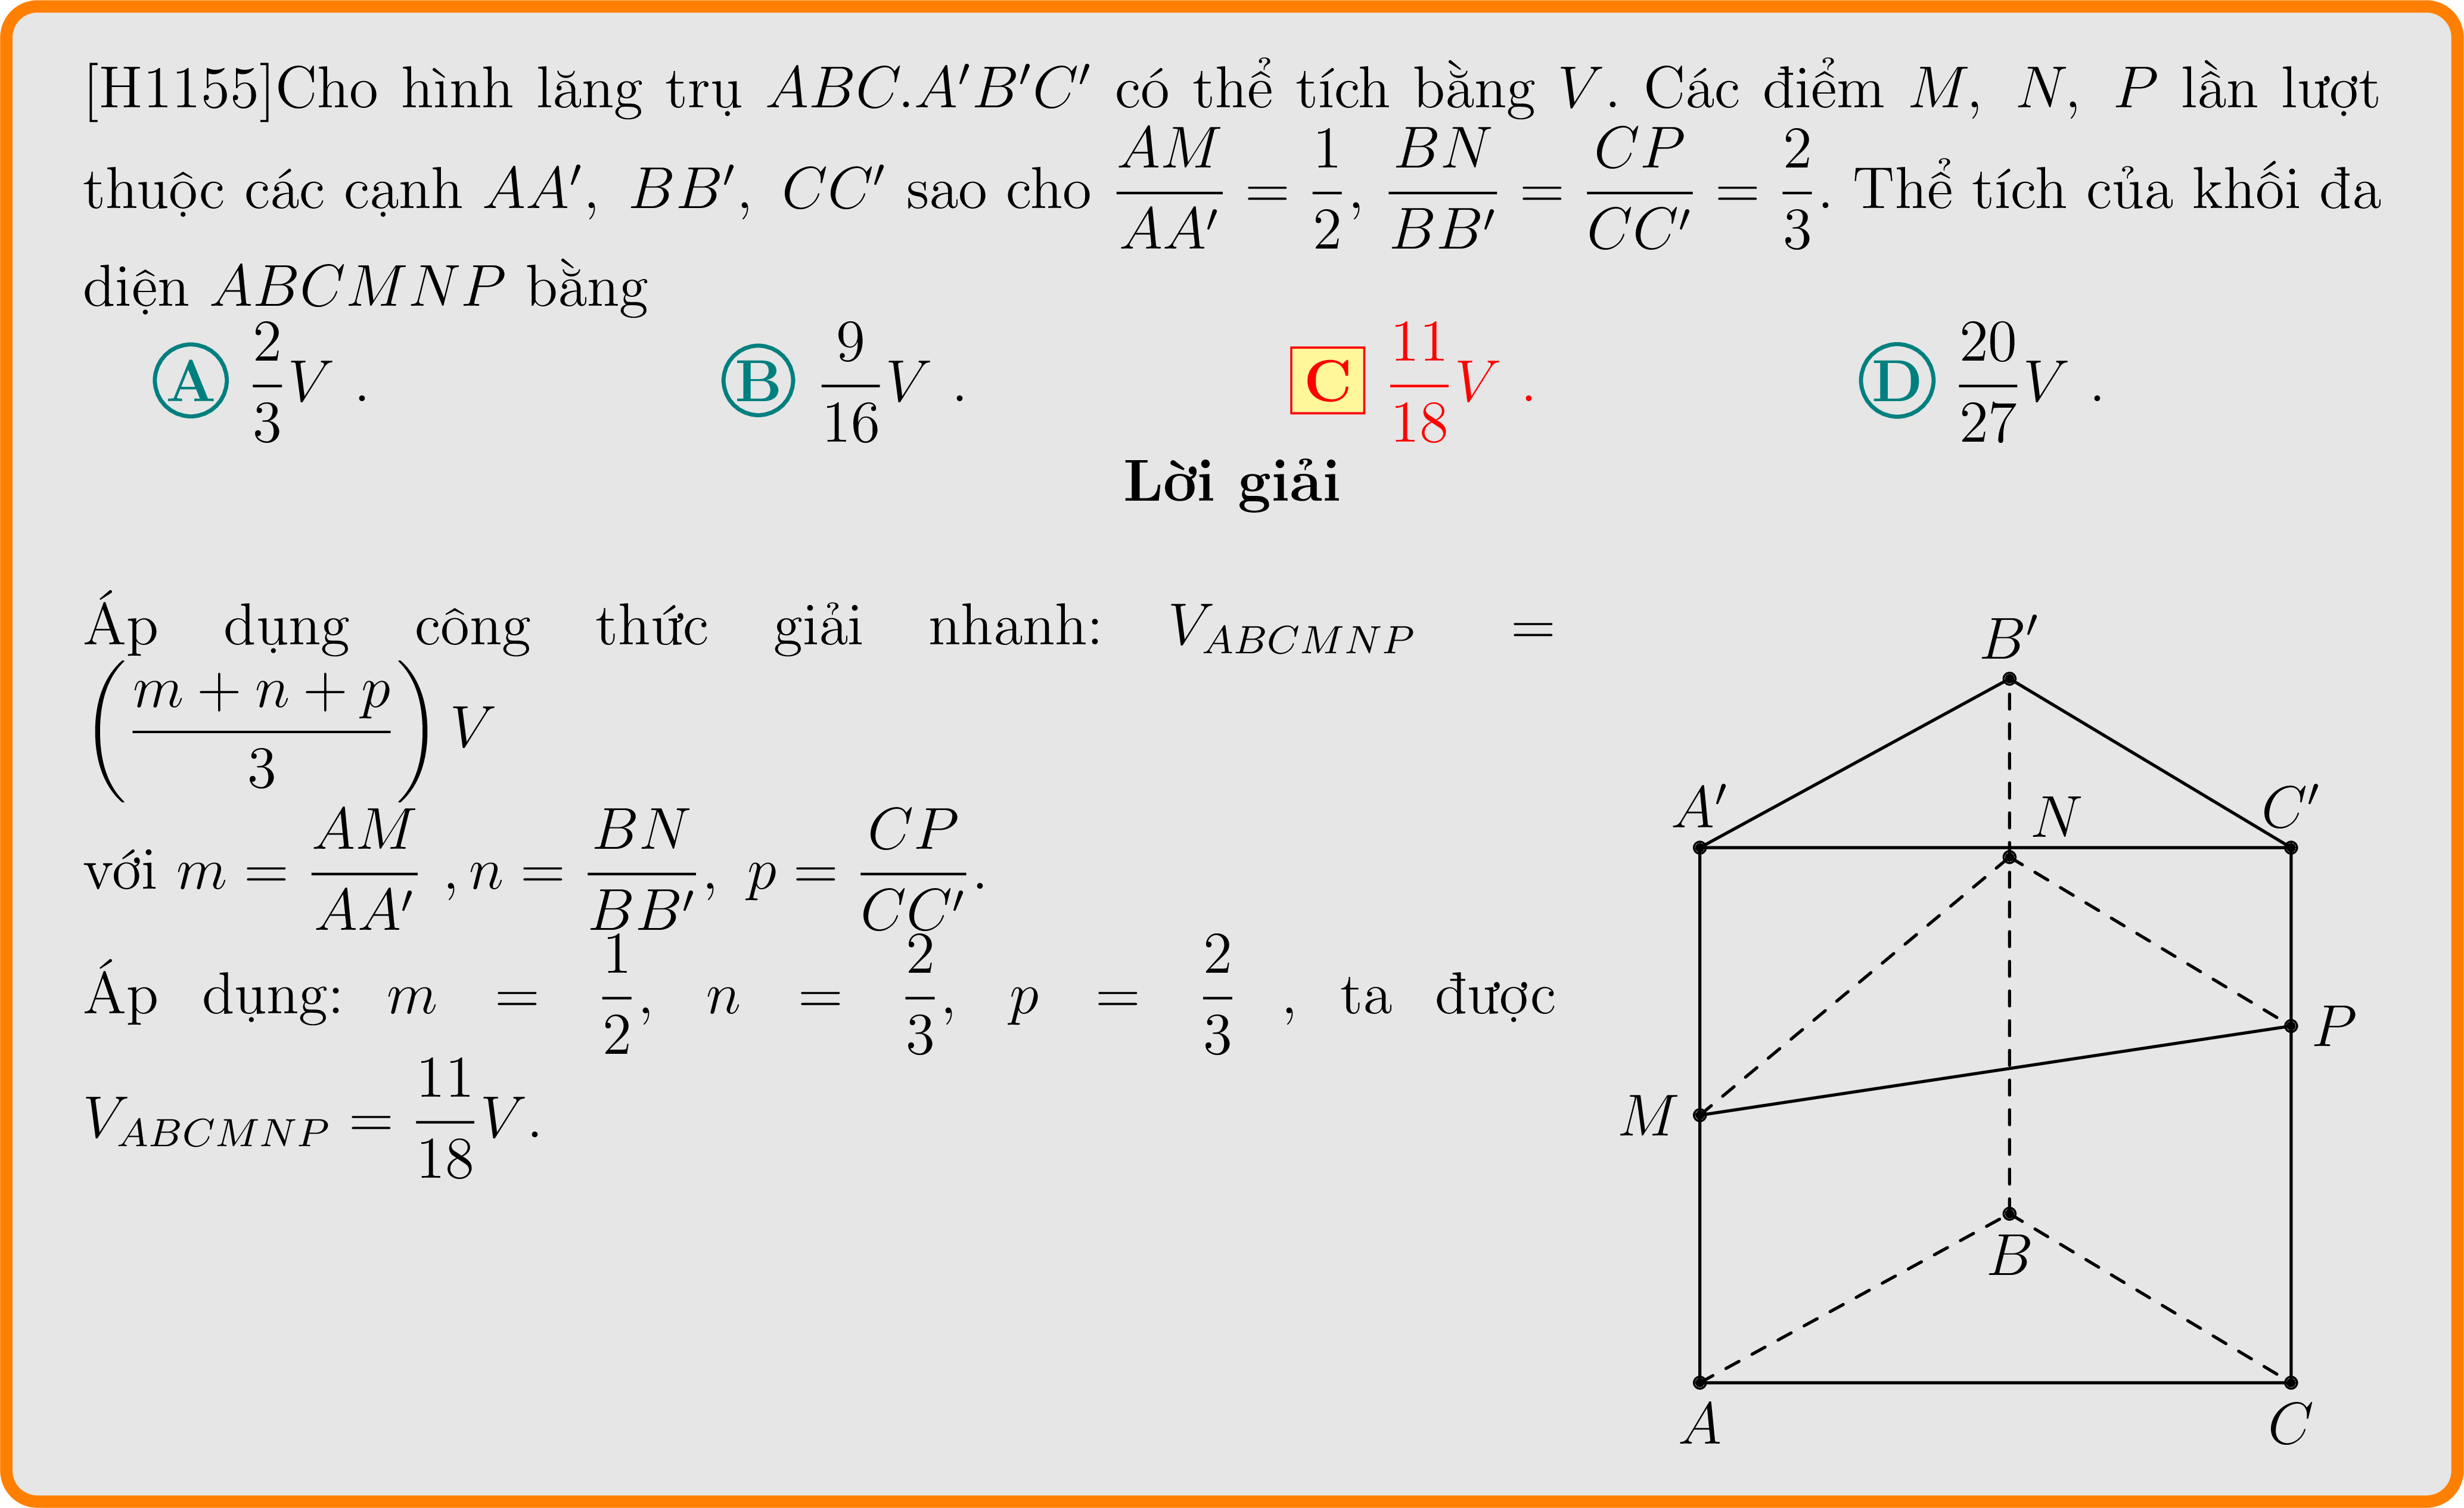 [H1155]Cho hình lăng trụ ABC.A′B′C′ có thể tích bằng V. Các điểm M, N, P lần lượt
thuộc các cạnh AA′, BB′, CC′ sao cho \frac{AM}{AA′} = \frac{1}{2}, \frac{BN}{BB′} = \frac{CP}{CC′} = \frac{2}{3}. Thể tích của khối đa
diện ABCMNP bằng
A \frac{2}{3}V . B \frac{9}{16}V . C \frac{11}{18}V . D \frac{20}{27}V .
Lời giải
Áp dụng công thức giải nhanh: V_{ABCMNP} =
\left(\frac{m + n + p}{3}\right) V
với m = \frac{AM}{AA′} , n = \frac{BN}{BB′}, p = \frac{CP}{CC′}.
Áp dụng: m = \frac{1}{2}, n = \frac{2}{3}, p = \frac{2}{3} , ta được
V_{ABCMNP} = \frac{11}{18}V.
B′
A′
N
C′
P
M
B
A
C